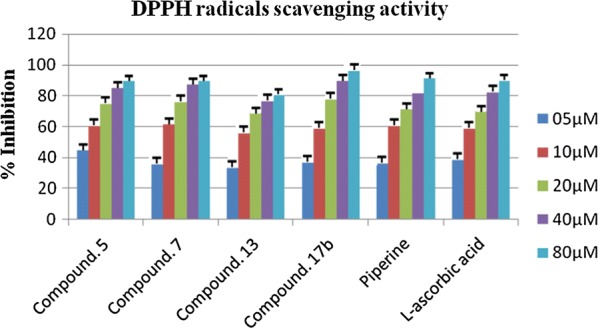 DPPH radicals scavenging activity
% Inhibition
120
100
80
60
40
20
0
Compound. 5
Compound. 7
Compound. 13
Compound. 17b
Piperine
L-ascorbic acid
05µM
10µM
20µM
40µM
80µM